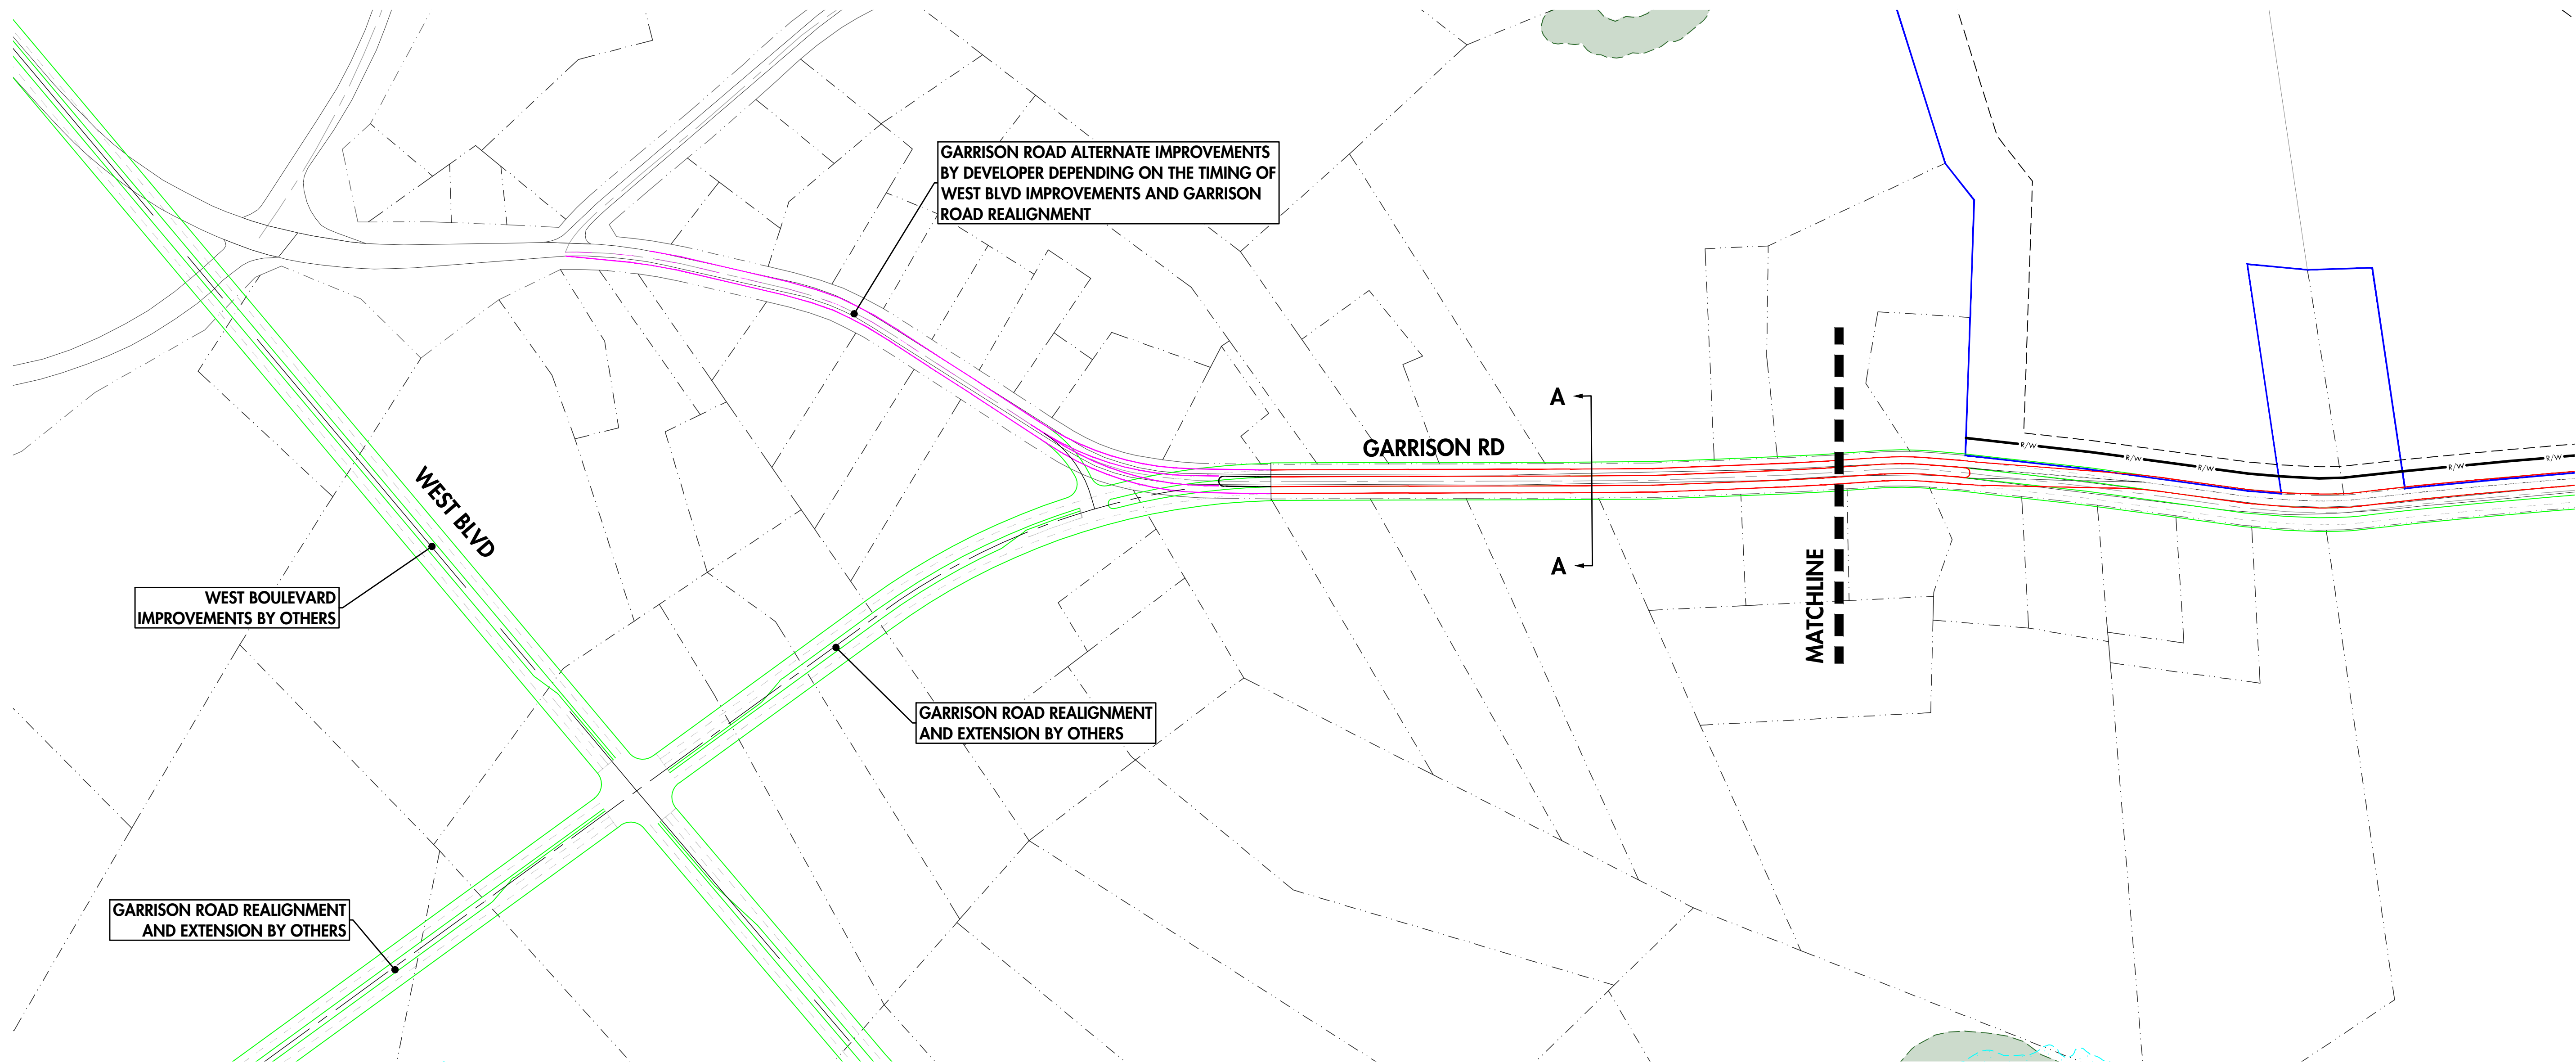 GARRISON ROAD ALTERNATE IMPROVEMENTS
BY DEVELOPER DEPENDING ON THE TIMING OF
WEST BLVD IMPROVEMENTS AND GARRISON
ROAD REALIGNMENT
A
GARRISON RD
R/W
R/W
R/W
R/W
R/W
WEST BLVD
A
MATCHLINE
WEST BOULEVARD
IMPROVEMENTS BY OTHERS
GARRISON ROAD REALIGNMENT
AND EXTENSION BY OTHERS
GARRISON ROAD REALIGNMENT
AND EXTENSION BY OTHERS